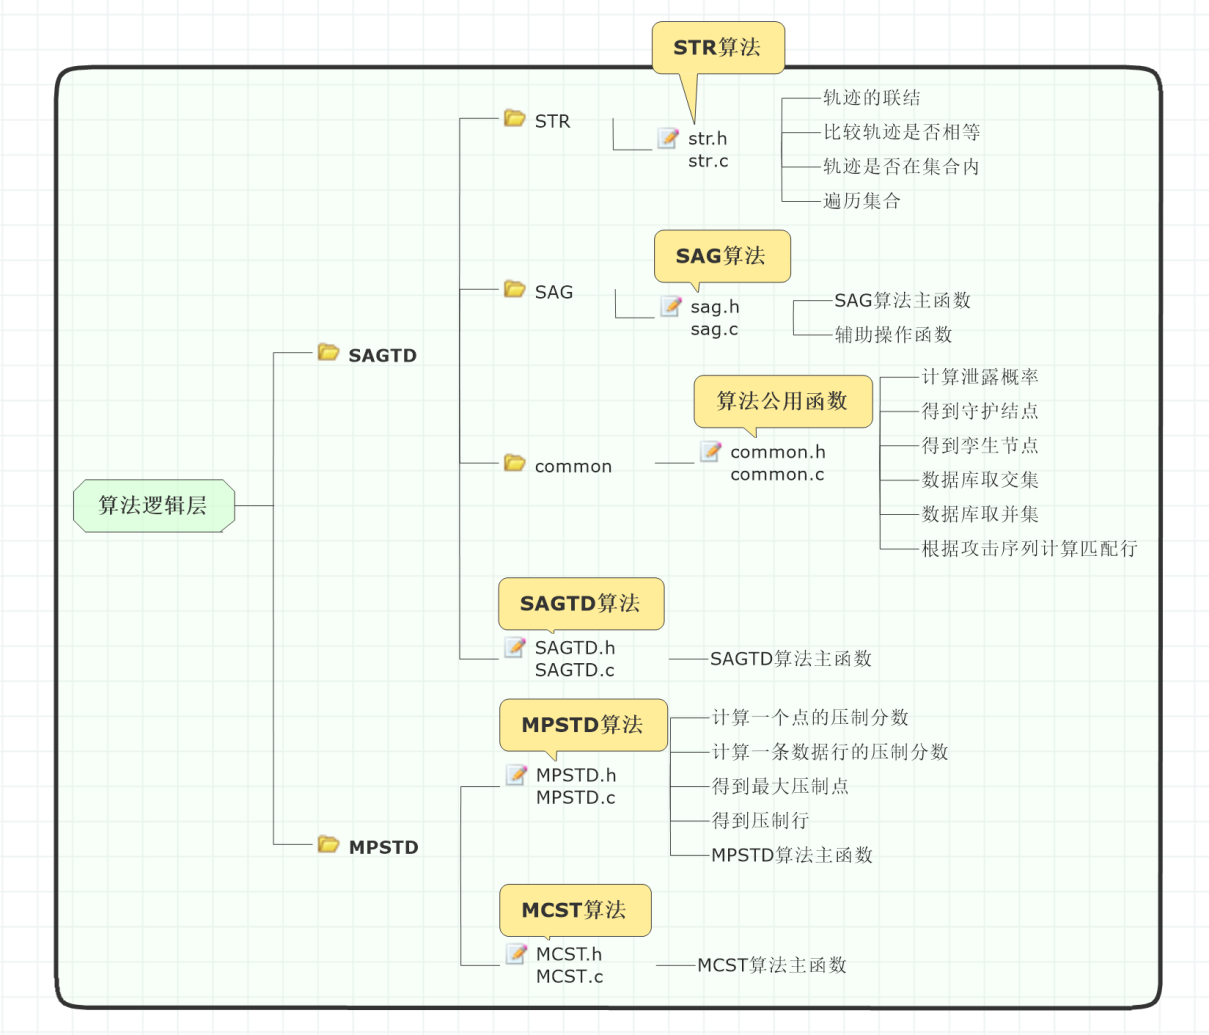 STR算法
STR
str.h
str.c
轨迹的联结
比较轨迹是否相等
轨迹是否在集合内
遍历集合
SAG算法
SAG
sag.h
sag.c
SAG算法主函数
辅助操作函数
SAGTD
算法公用函数
common
common.h
common.c
计算泄露概率
得到守护结点
得到孪生节点
数据库取交集
数据库取并集
根据攻击序列计算匹配行
算法逻辑层
SAGTD算法
SAGTD.h
SAGTD.c
SAGTD算法主函数
MPSTD算法
MPSTD.h
MPSTD.c
计算一个点的压制分数
计算一条数据行的压制分数
得到最大压制点
得到压制行
MPSTD算法主函数
MPSTD
MCST算法
MCST.h
MCST.c
MCST算法主函数